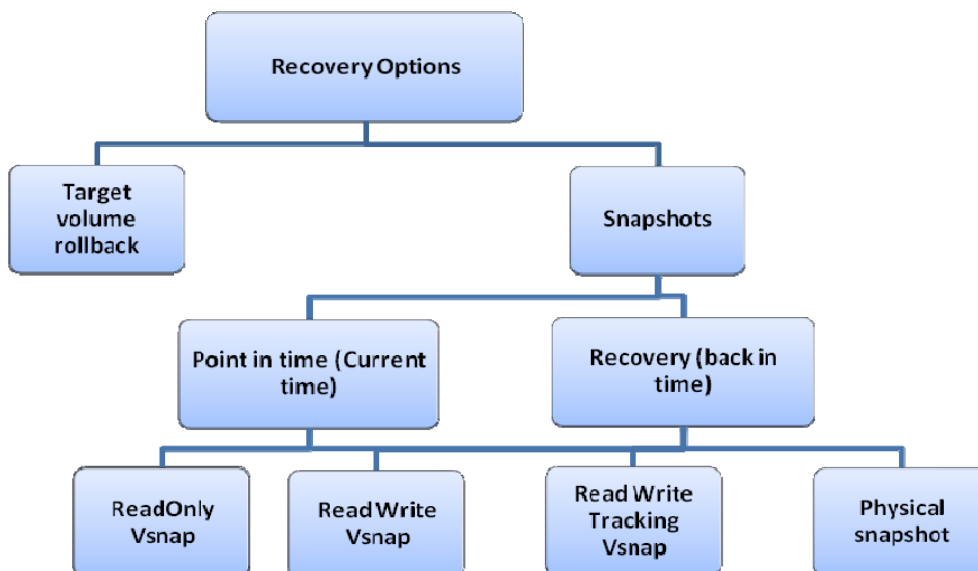 Recovery Options
Target
volume
rollback
Snapshots
Point in time (Current
time)
Recovery (back in
time)
ReadOnly
Vsnap
Read Write
Vsnap
Read Write
Tracking
Vsnap
Physical
snapshot